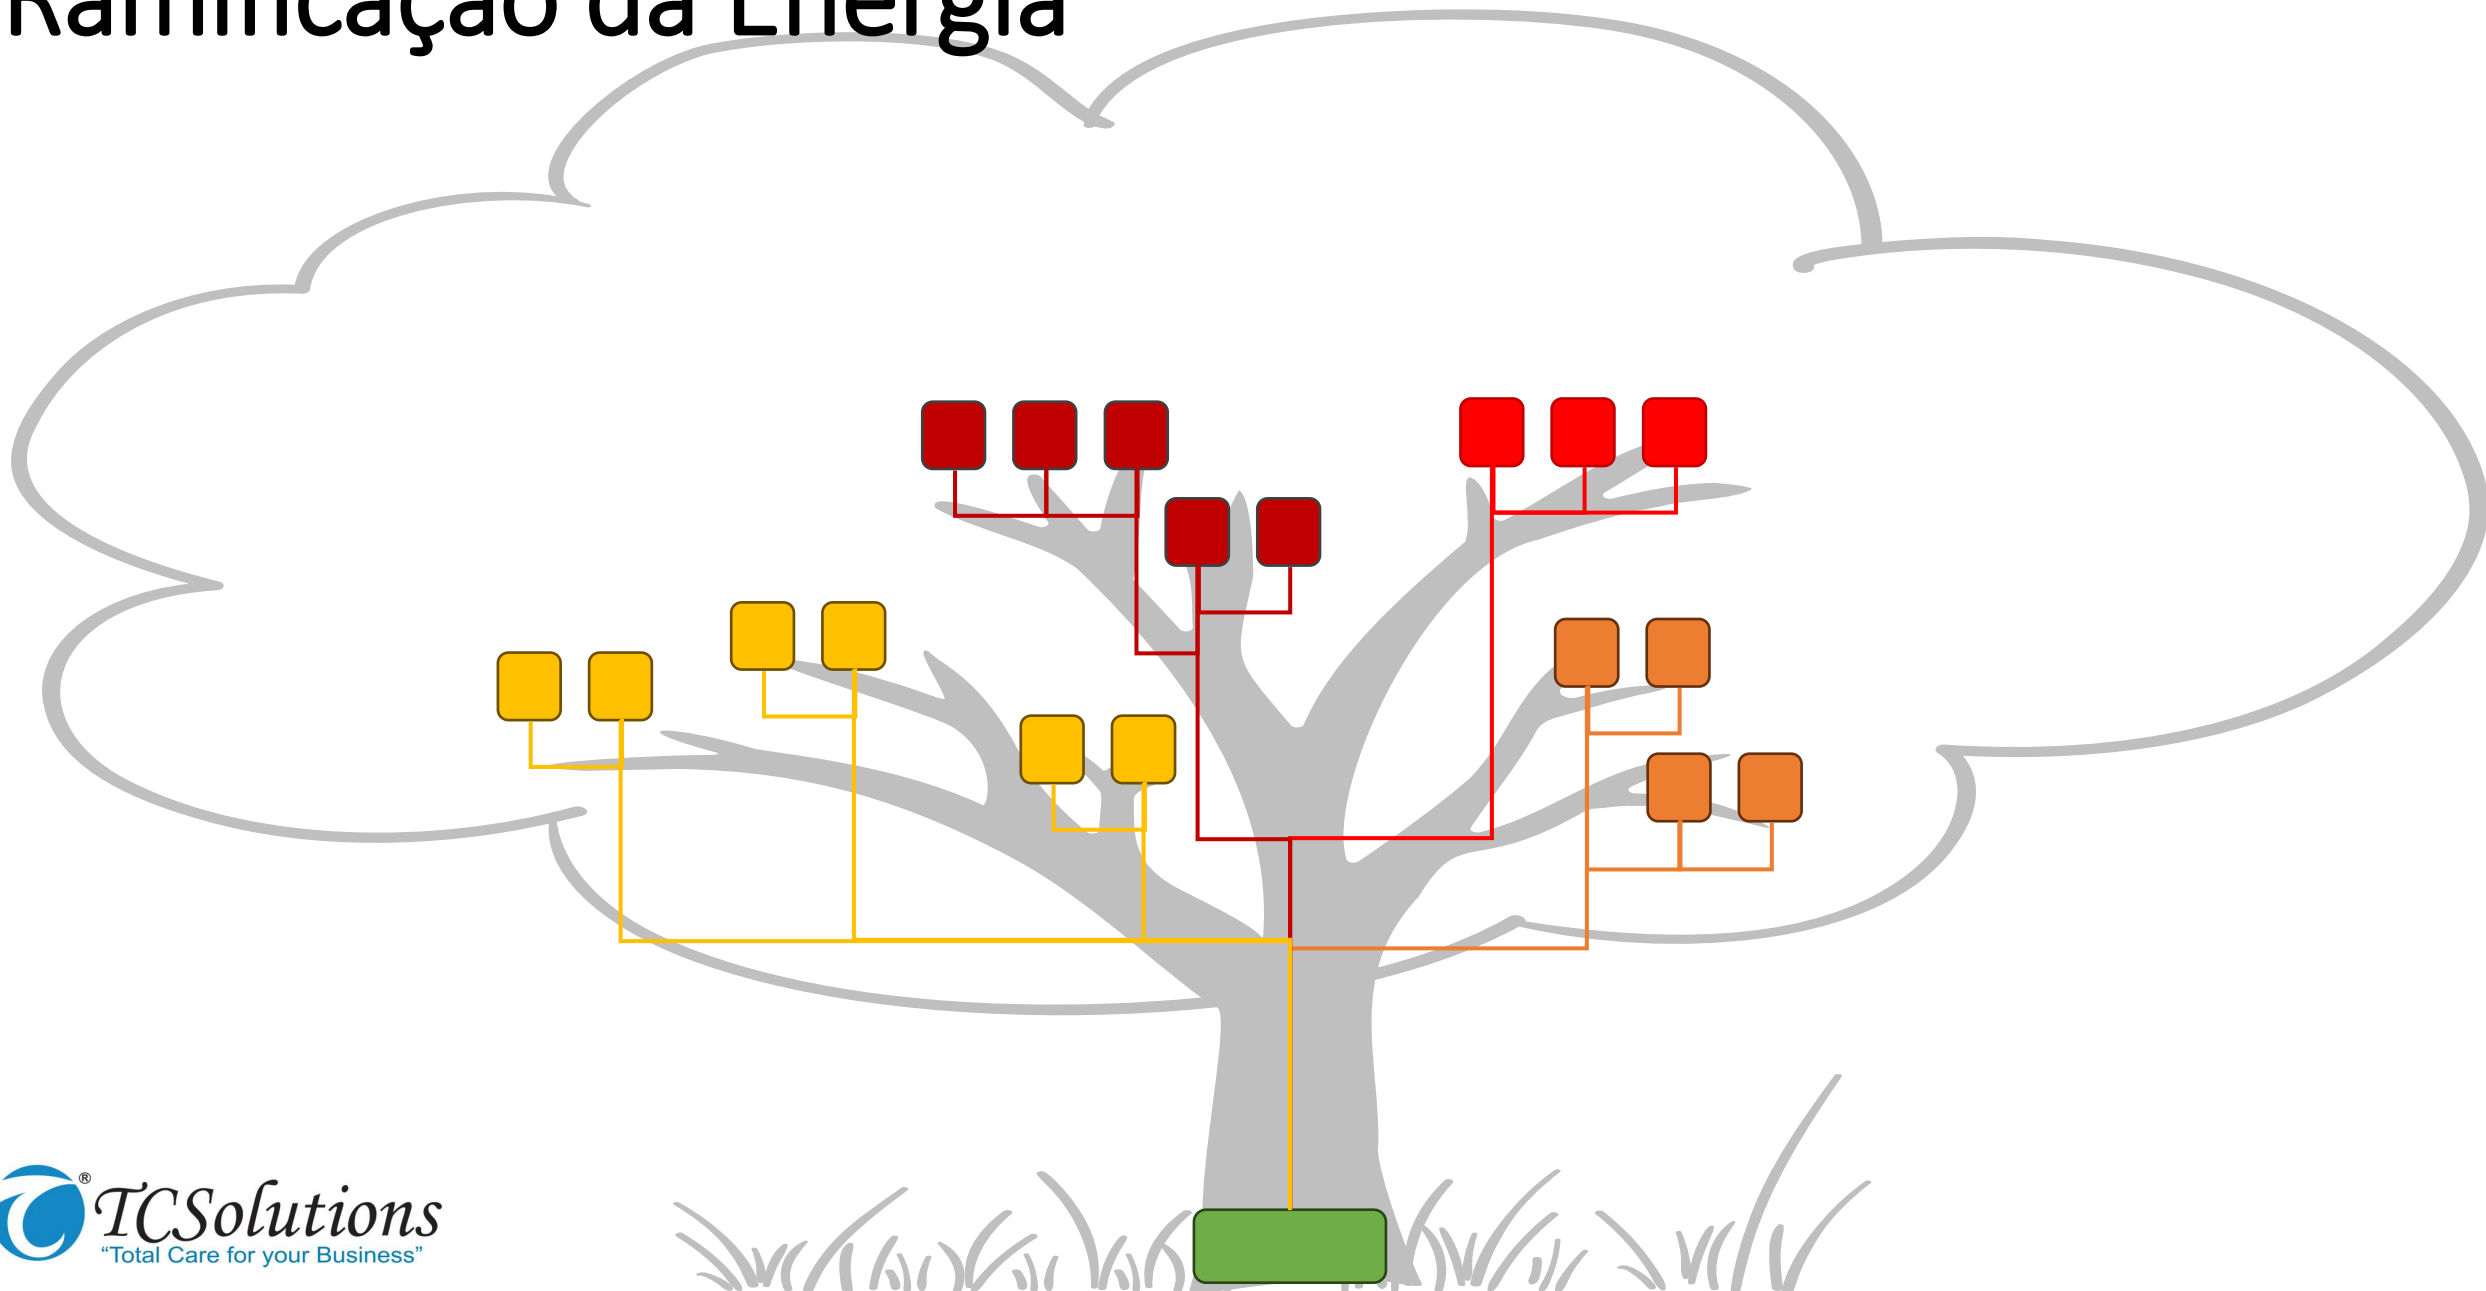 Ramificação da Energia
TCSolutions®
“Total Care for your Business”